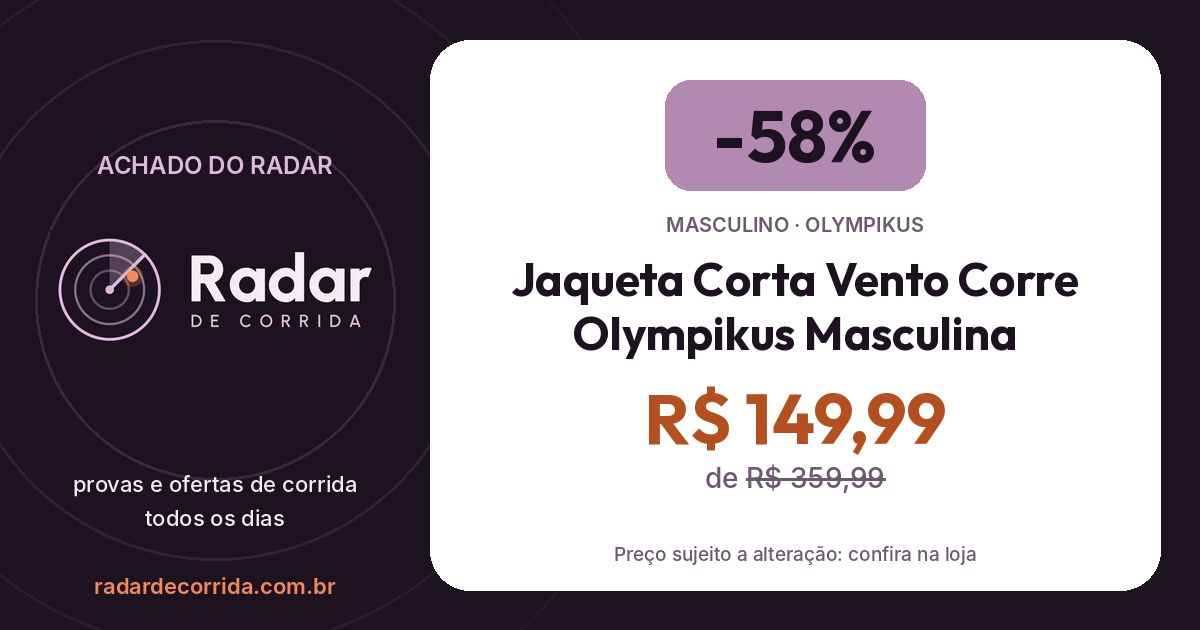 ACHADO DO RADAR
Radar
DE CORRIDA
provas e ofertas de corrida
todos os dias
radardecorrida.com.br
-58%
MASCULINO · OLYMPIKUS
Jaqueta Corta Vento Corre
Olympikus Masculina
R$ 149,99
de R$ 359,99
Preço sujeito a alteração: confira na loja